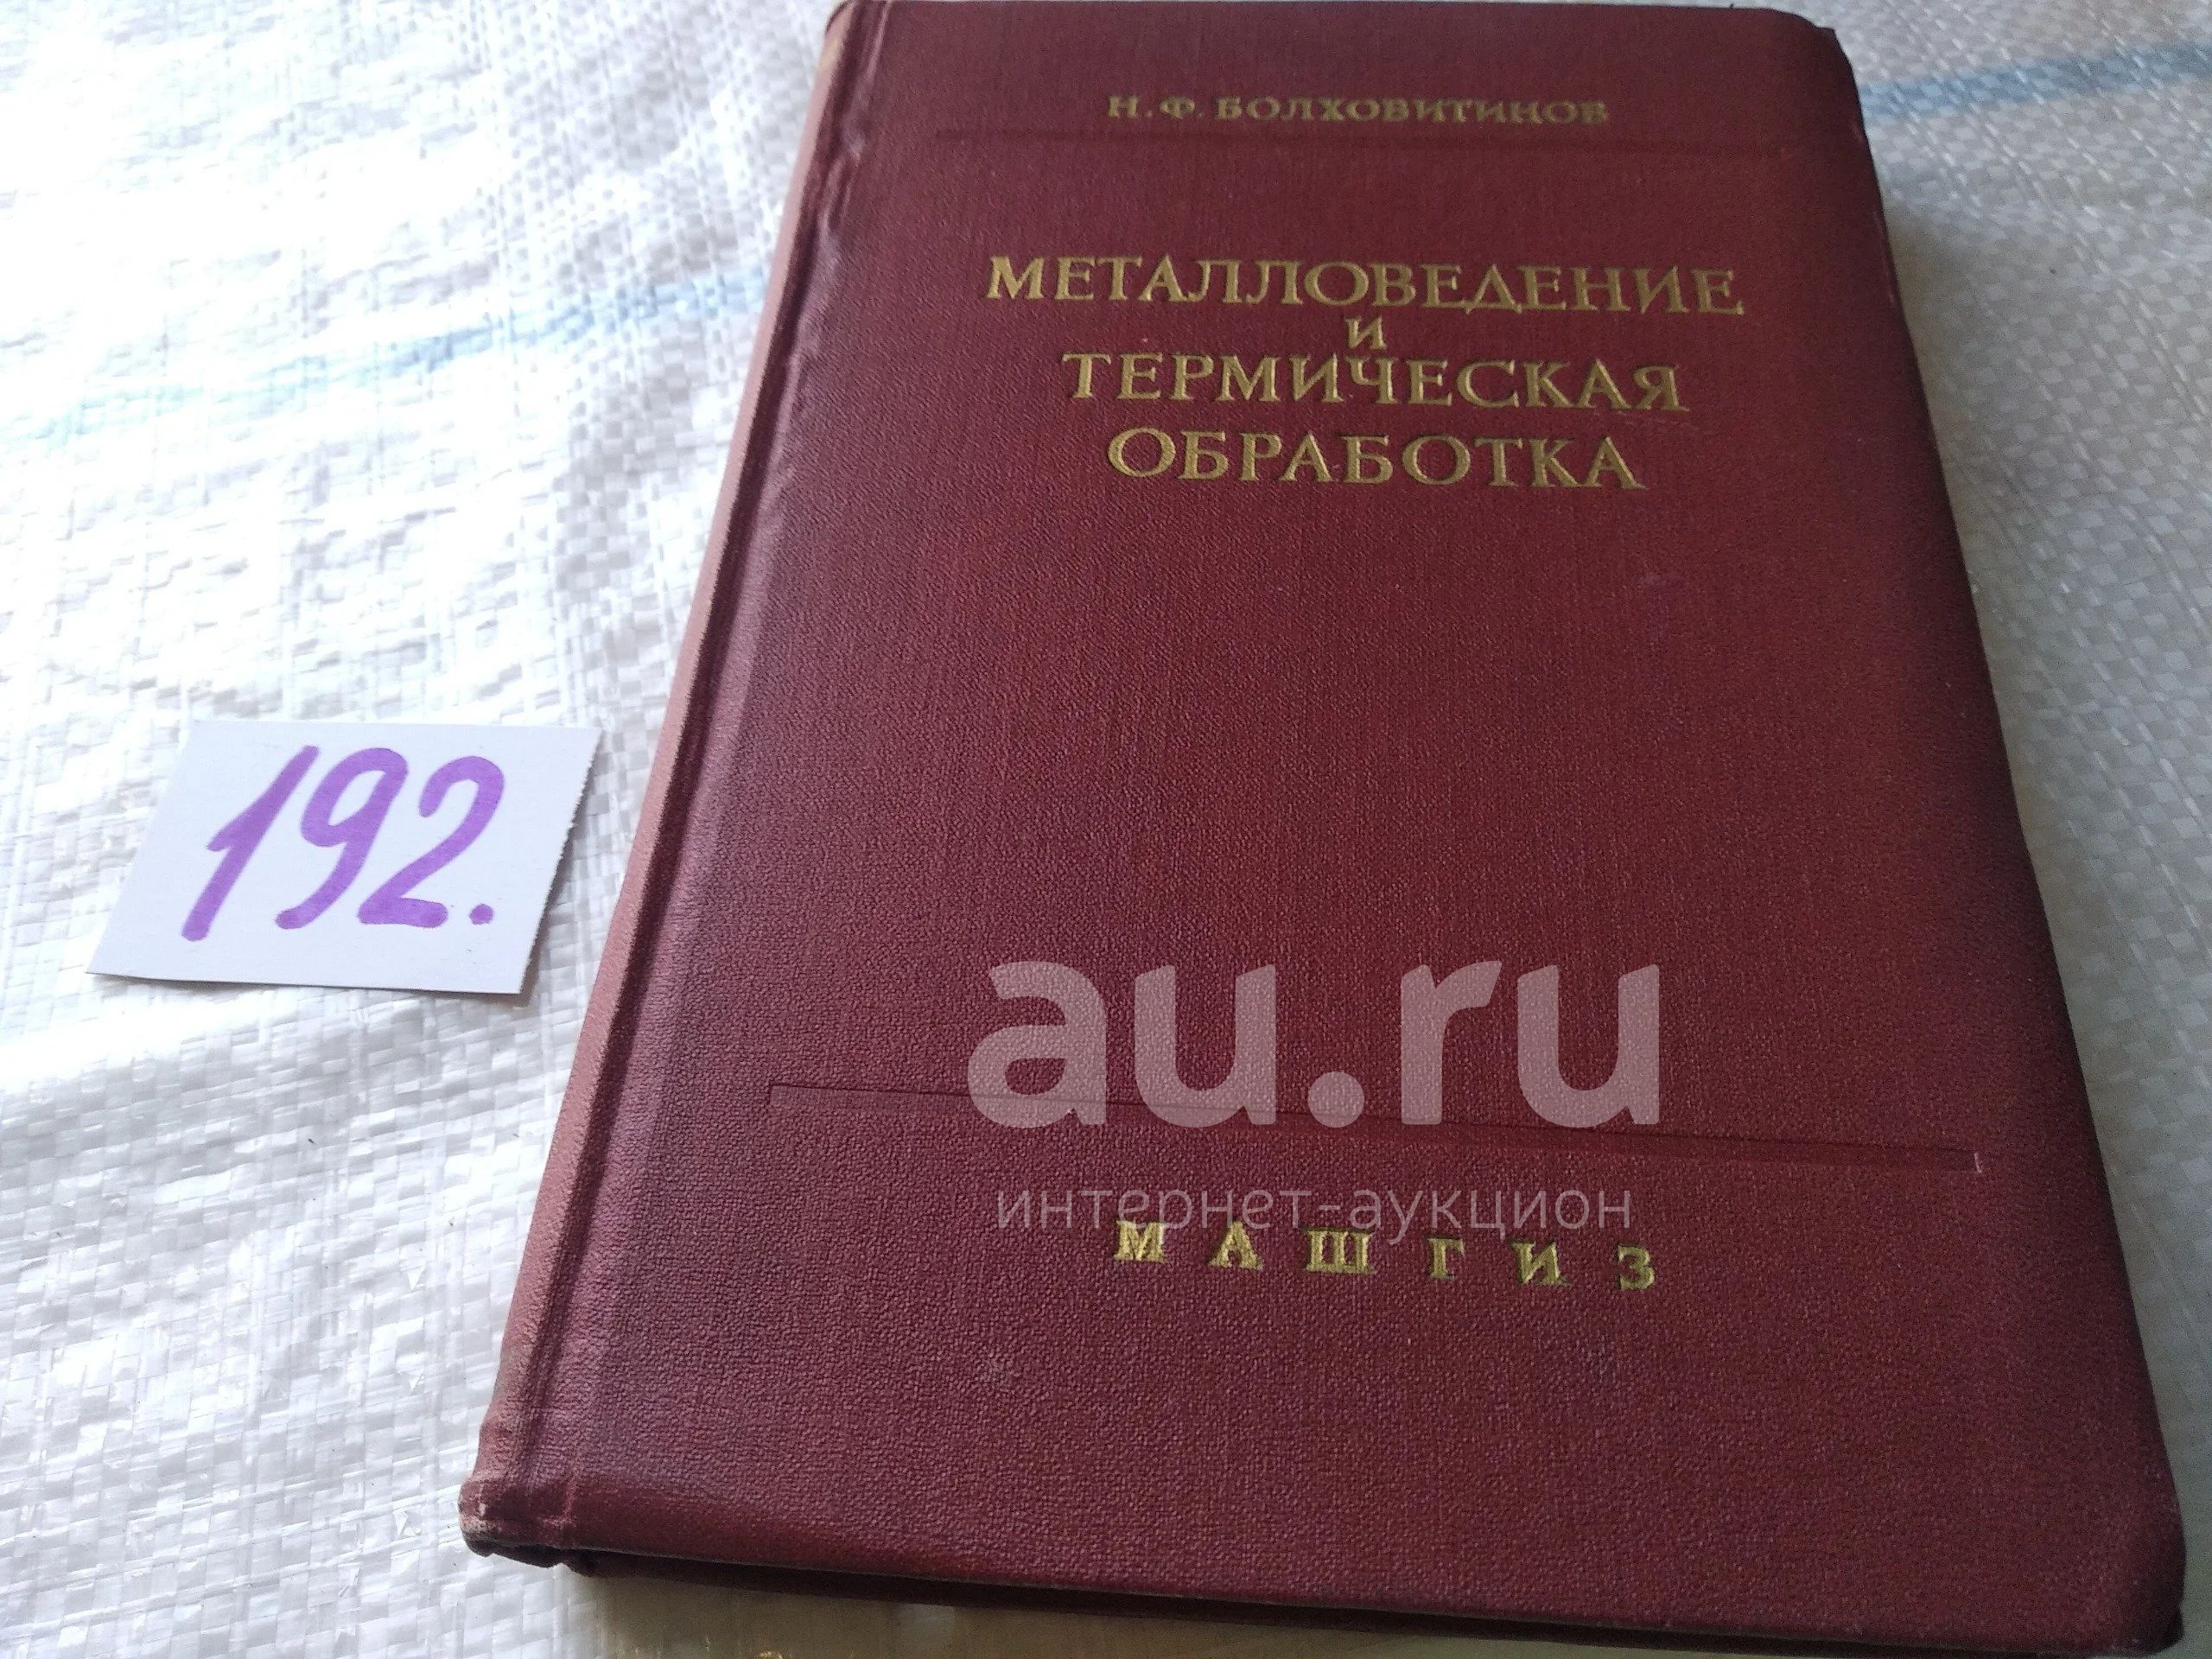 Н. Ф. БОЛХОВИТИНОВ
МЕТАЛЛОВЕДЕНИЕ
И
ТЕРМИЧЕСКАЯ
ОБРАБОТКА
192.
au.ru
интернет-аукцион
МАШГИЗ